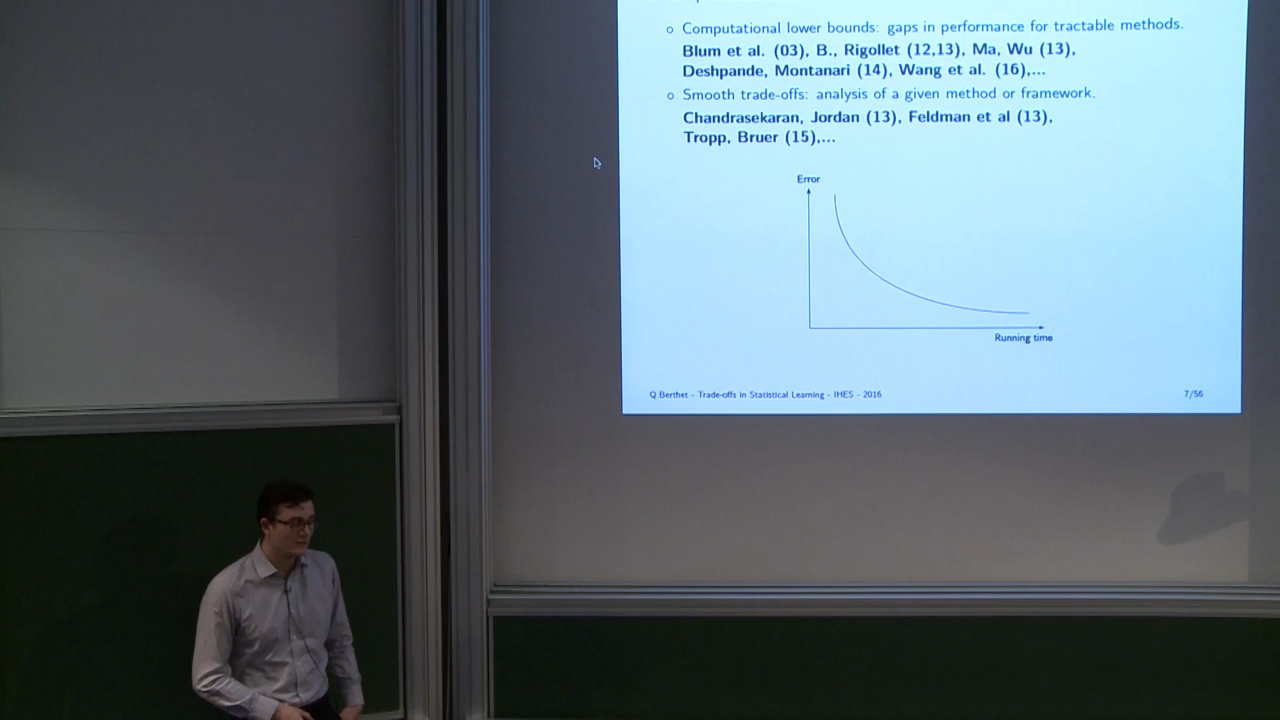 Computational lower bounds: gaps in performance for tractable methods.
Blum et al. (03), B., Rigollet (12,13), Ma, Wu (13),
Deshpande, Montanari (14), Wang et al. (16),...
Smooth trade-offs: analysis of a given method or framework.
Chandrasekaran, Jordan (13), Feldman et al (13),
Tropp, Bruer (15),...
Error
Running time
Q.Berthet - Trade-offs in Statistical Learning - IHES - 2016
7/56